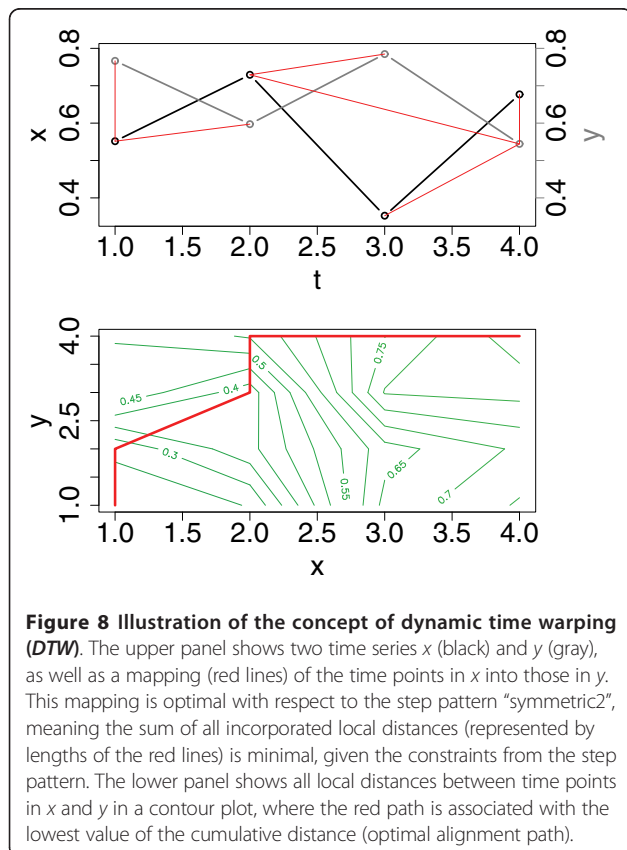 0.4 0.6 0.8
x
0.4 0.6 0.8
y
1.0 1.5 2.0 2.5 3.0 3.5 4.0
t
1.0 2.5 4.0
y
0.45
0.4
0.3
0.5
0.55
0.75
0.65
0.7
1.0 1.5 2.0 2.5 3.0 3.5 4.0
x
Figure 8 Illustration of the concept of dynamic time warping
(DTW). The upper panel shows two time series x (black) and y (gray),
as well as a mapping (red lines) of the time points in x into those in y.
This mapping is optimal with respect to the step pattern “symmetric2”,
meaning the sum of all incorporated local distances (represented by
lengths of the red lines) is minimal, given the constraints from the step
pattern. The lower panel shows all local distances between time points
in x and y in a contour plot, where the red path is associated with the
lowest value of the cumulative distance (optimal alignment path).